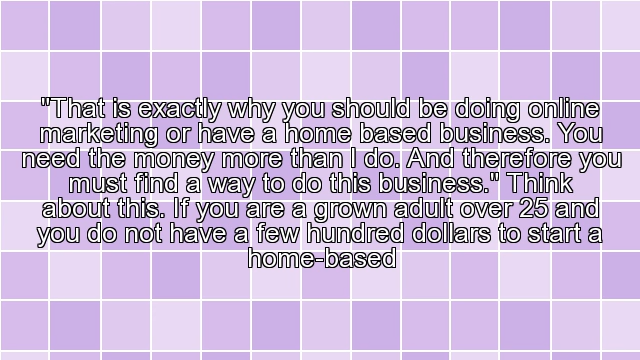 "That is exactly why you should be doing online
marketing or have a home based business. You
need the money more than I do. And therefore you
must find a way to do this business." Think
about this. If you are a grown adult over 25 and
you do not have a few hundred dollars to start a
home-based